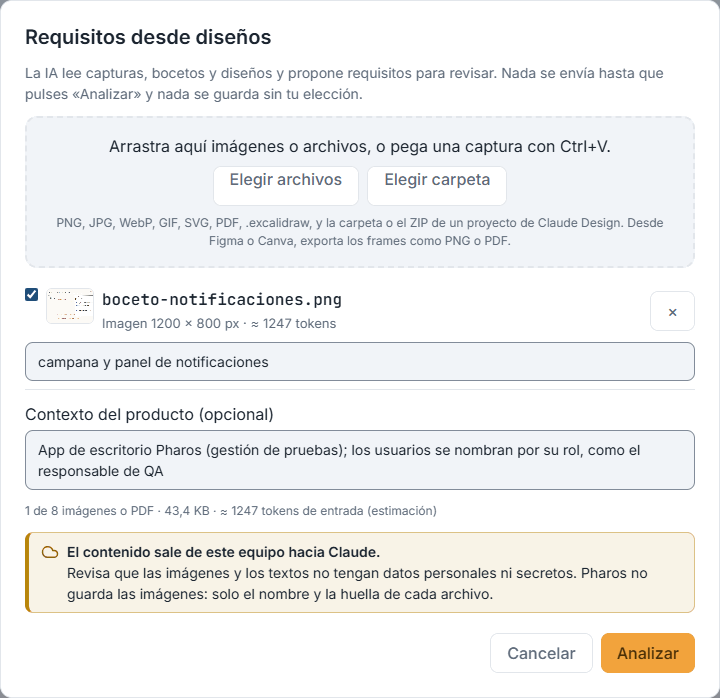 Requisitos desde diseños
La IA lee capturas, bocetos y diseños y propone requisitos para revisar. Nada se envía hasta que
pulses «Analizar» y nada se guarda sin tu elección.
Arrastra aquí imágenes o archivos, o pega una captura con Ctrl+V.
Elegir archivos Elegir carpeta
PNG, JPG, WebP, GIF, SVG, PDF, .excalidraw, y la carpeta o el ZIP de un proyecto de Claude Design. Desde
Figma o Canva, exporta los frames como PNG o PDF.
boceto-notificaciones.png
Imagen 1200 × 800 px · ≈ 1247 tokens
×
campana y panel de notificaciones
Contexto del producto (opcional)
App de escritorio Pharos (gestión de pruebas); los usuarios se nombran por su rol, como el
responsable de QA
1 de 8 imágenes o PDF · 43,4 KB · ≈ 1247 tokens de entrada (estimación)
El contenido sale de este equipo hacia Claude.
Revisa que las imágenes y los textos no tengan datos personales ni secretos. Pharos no
guarda las imágenes: solo el nombre y la huella de cada archivo.
Cancelar Analizar